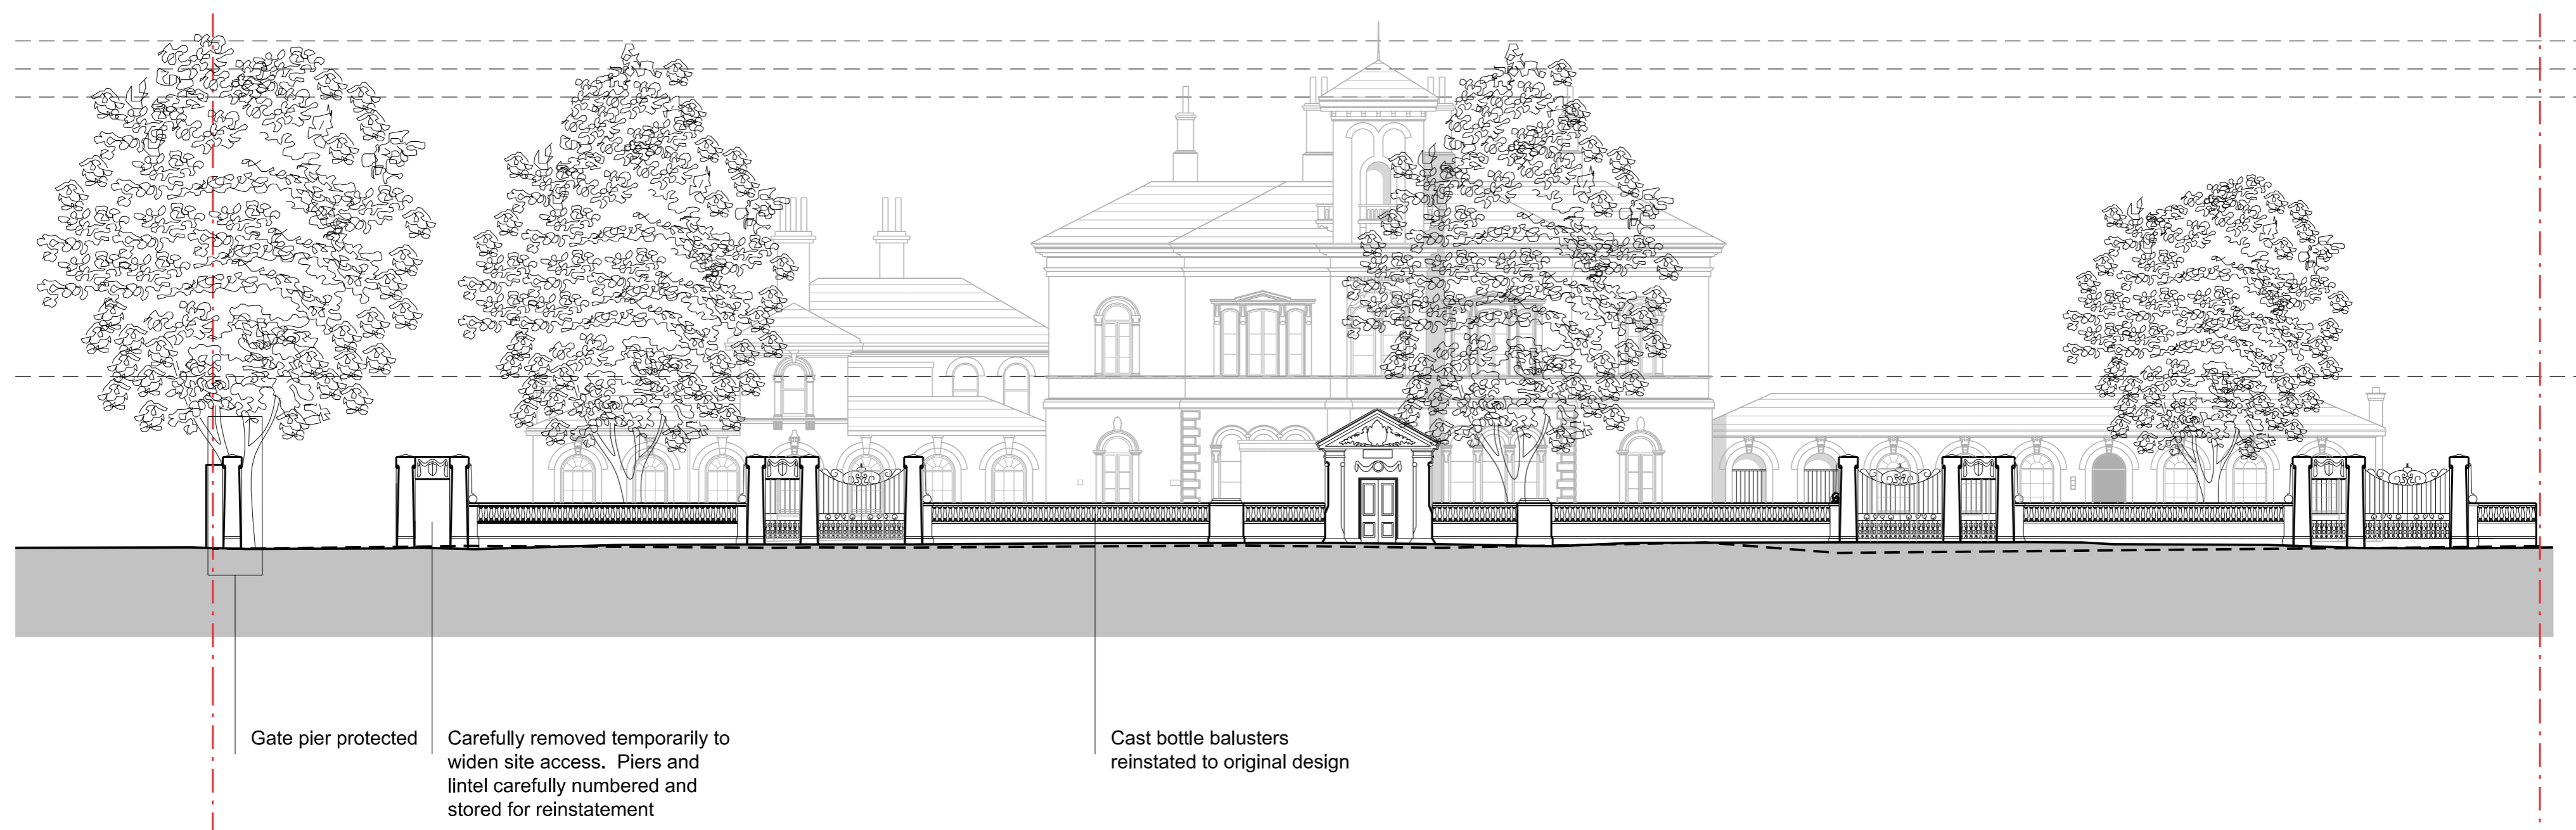 Gate pier protected
Carefully removed temporarily to
widen site access.  Piers and
lintel carefully numbered and
stored for reinstatement
Cast bottle balusters
reinstated to original design